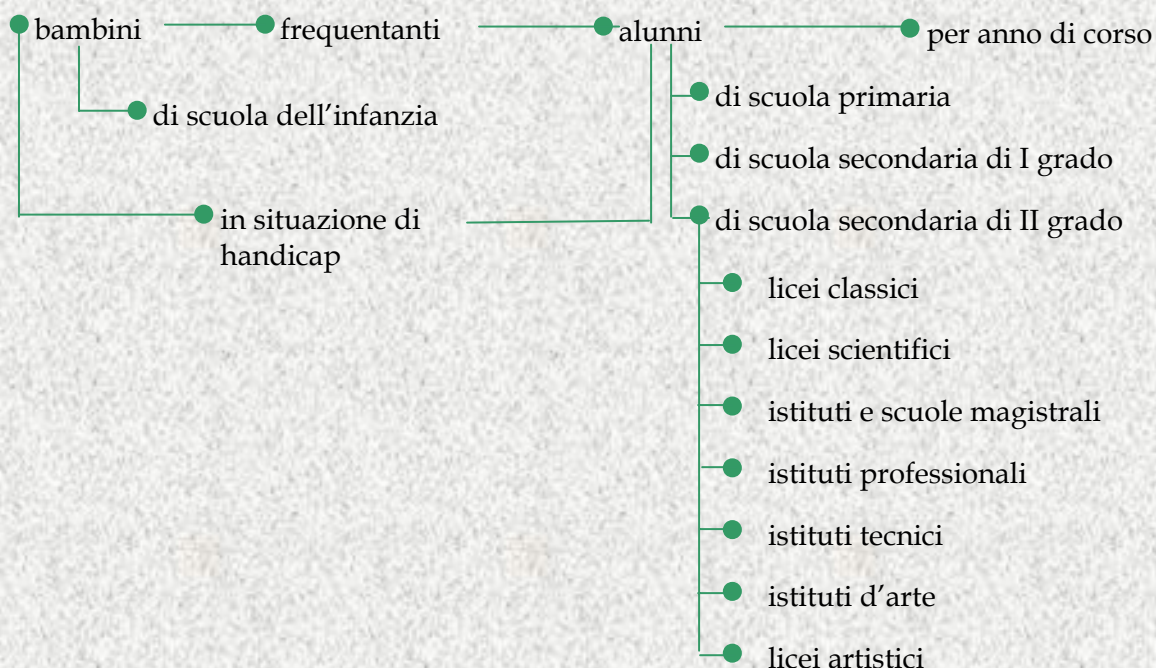 bambini
frequentanti
alunni
per anno di corso
di scuola dell'infanzia
di scuola primaria
di scuola secondaria di I grado
in situazione di
handicap
di scuola secondaria di II grado
licei classici
licei scientifici
istituti e scuole magistrali
istituti professionali
istituti tecnici
istituti d'arte
licei artistici